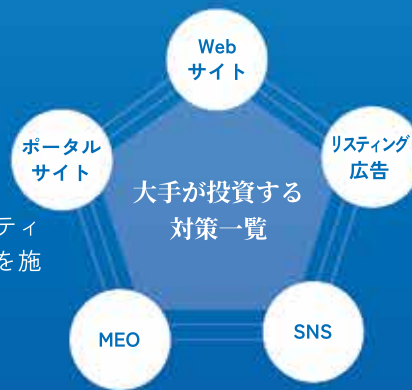 Web
サイト
ポータル
サイト
リスティング
広告
大手が投資する
対策一覧
ティ
を施
MEO
SNS